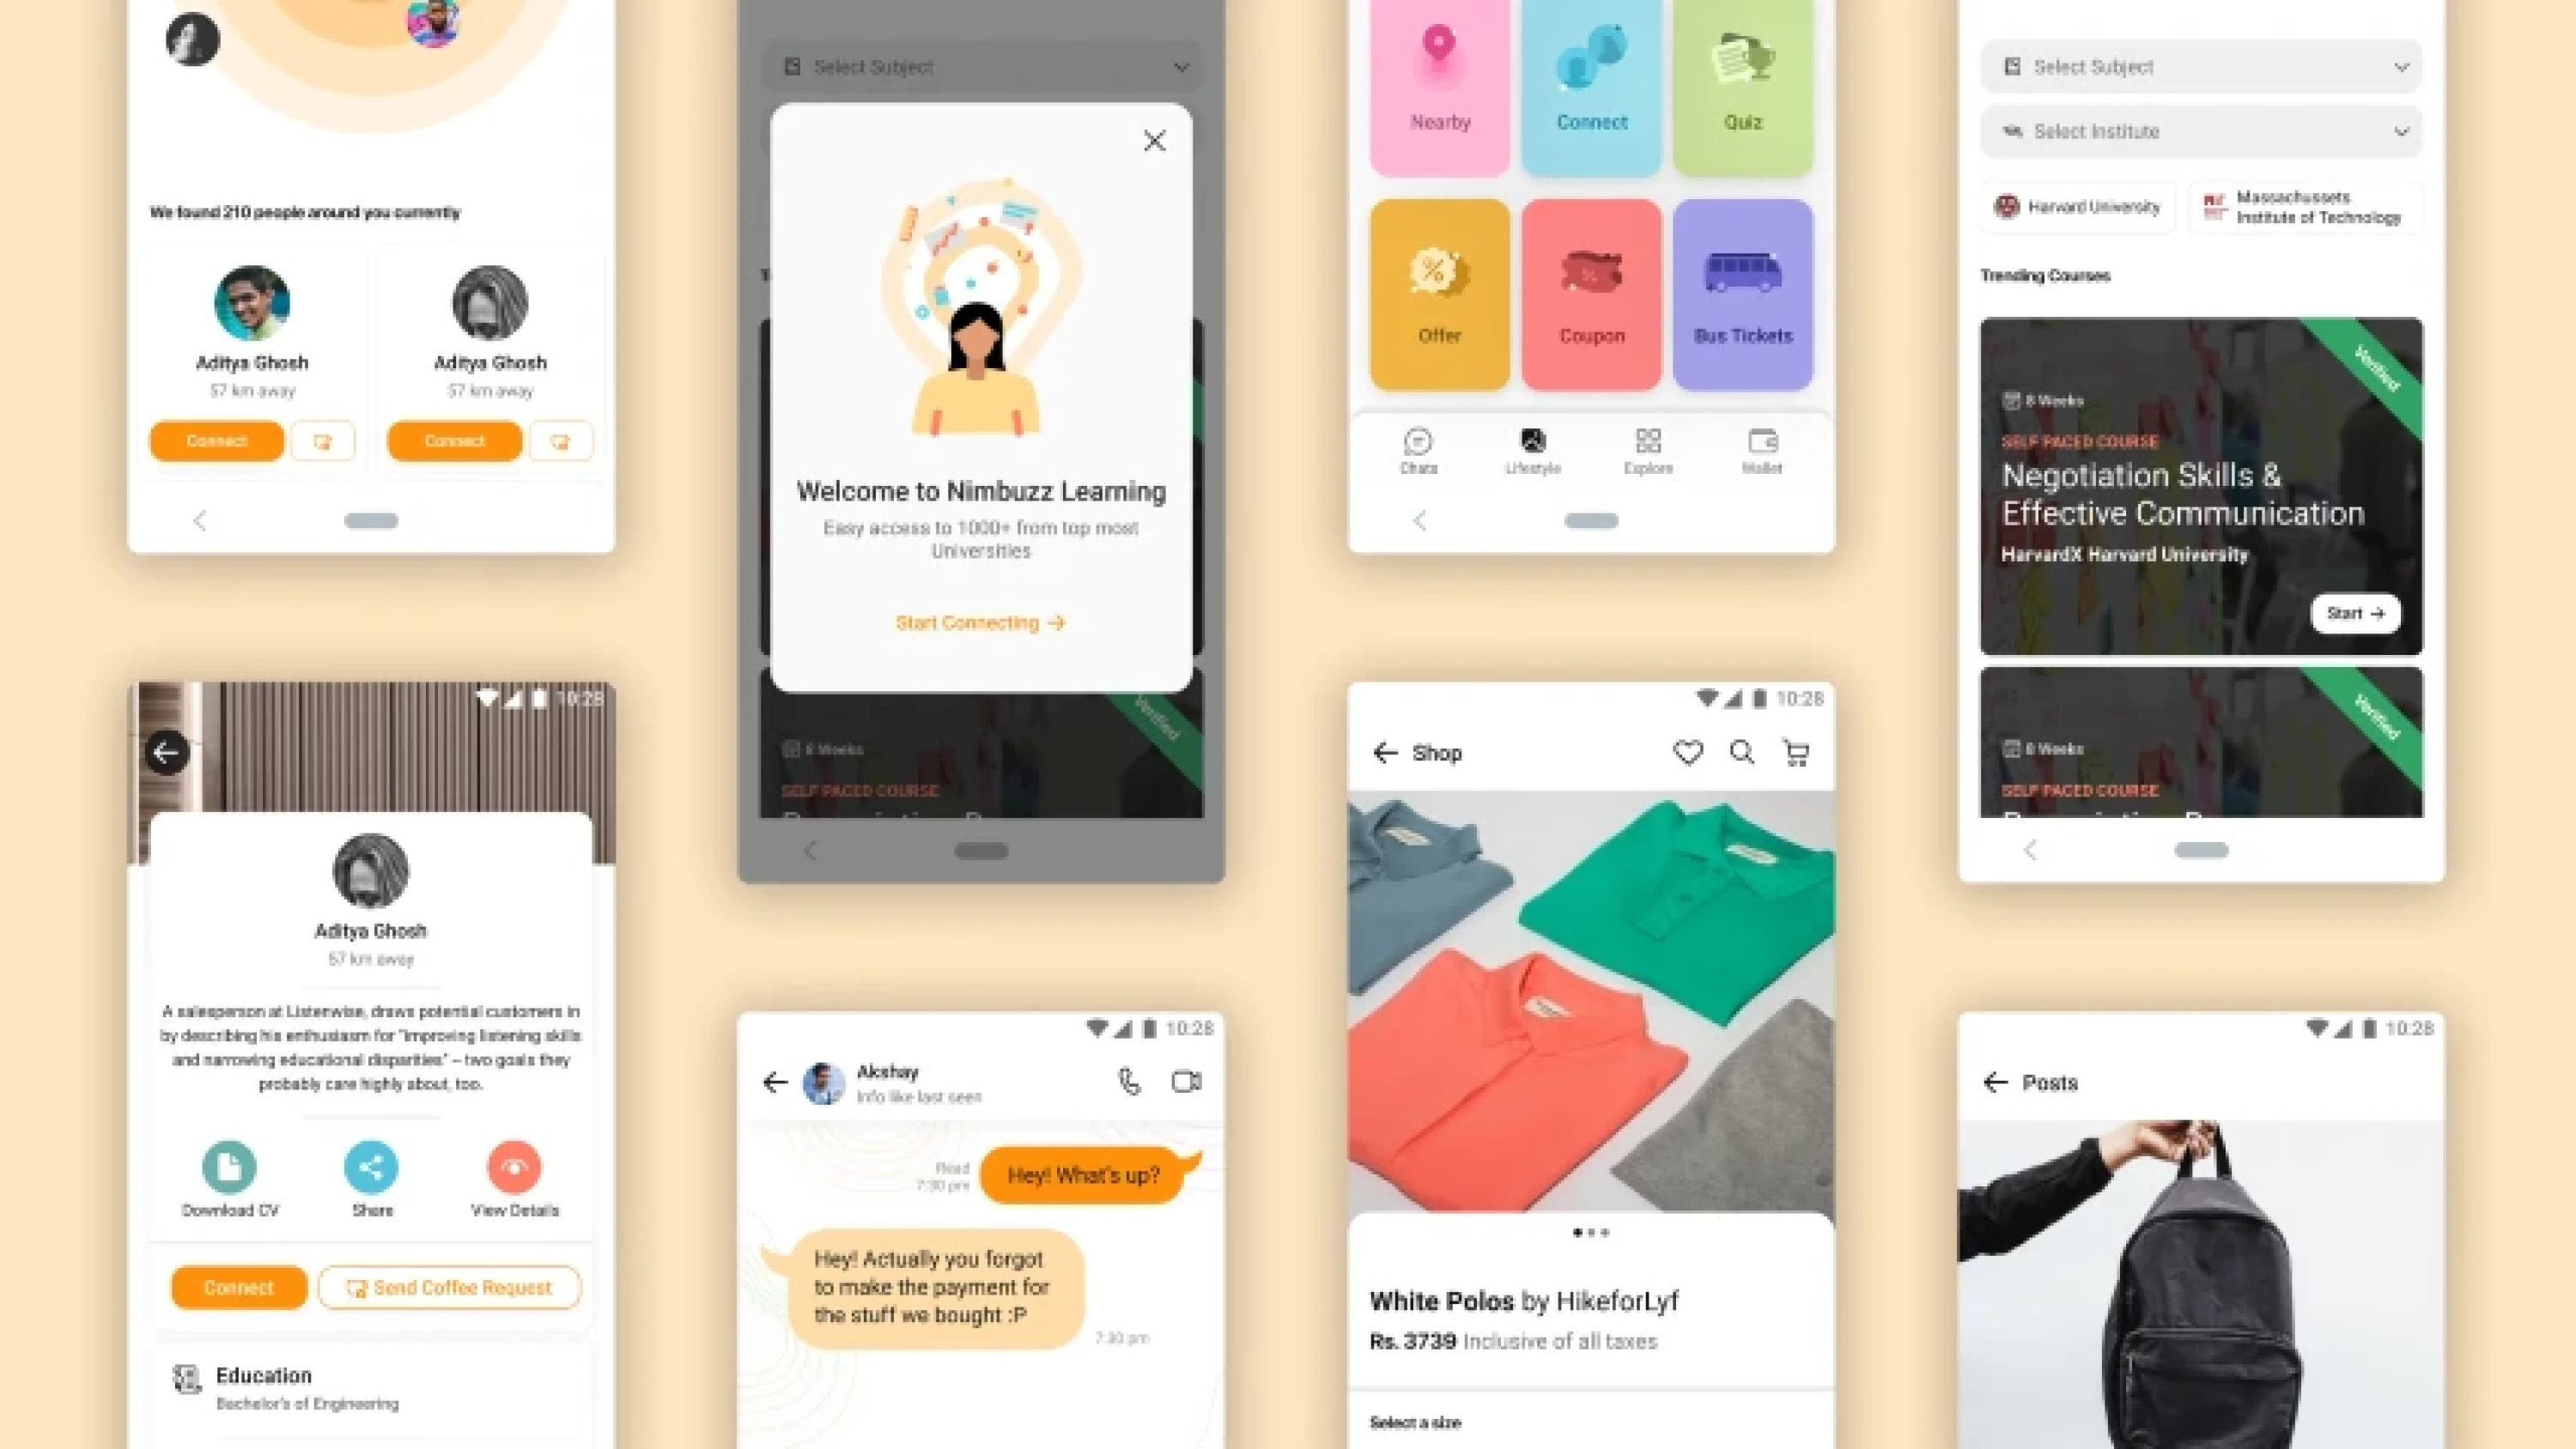 We found 210 people around you currently
Aditya Ghosh
57 km away
Connect
Aditya Ghosh
57 km away
Connect
10:28
Aditya Ghosh
57 km away
A salesperson at Listenwise, draws potential customers in
by describing his enthusiasm for "improving listening skills
and narrowing educational disparities" – two goals they
probably care highly about, too.
Download CV
Share
View Details
Connect
Send Coffee Request
Education
Bachelor's of Engineering
Select Subject
Welcome to Nimbuzz Learning
Easy access to 1000+ from top most
Universities
Start Connecting →
Verified
8 Weeks
SELF PACED COURSE
10:28
Akshay
Info like last seen
Read
7:30 pm
Hey! What's up?
Hey! Actually you forgot
to make the payment for
the stuff we bought :P
7:30 pm
Nearby
Connect
Quiz
Offer
Coupon
Bus Tickets
Chats
Lifestyle
Explore
Wallet
10:28
Shop
White Polos by HikeforLyf
Rs. 3739 Inclusive of all taxes
Select a size
Select Subject
Select Institute
Harvard University
Massachussets
Institute of Technology
Trending Courses
Verified
8 Weeks
SELF PACED COURSE
Negotiation Skills &
Effective Communication
HarvardX Harvard University
Start →
Verified
8 Weeks
SELF PACED COURSE
10:28
Posts